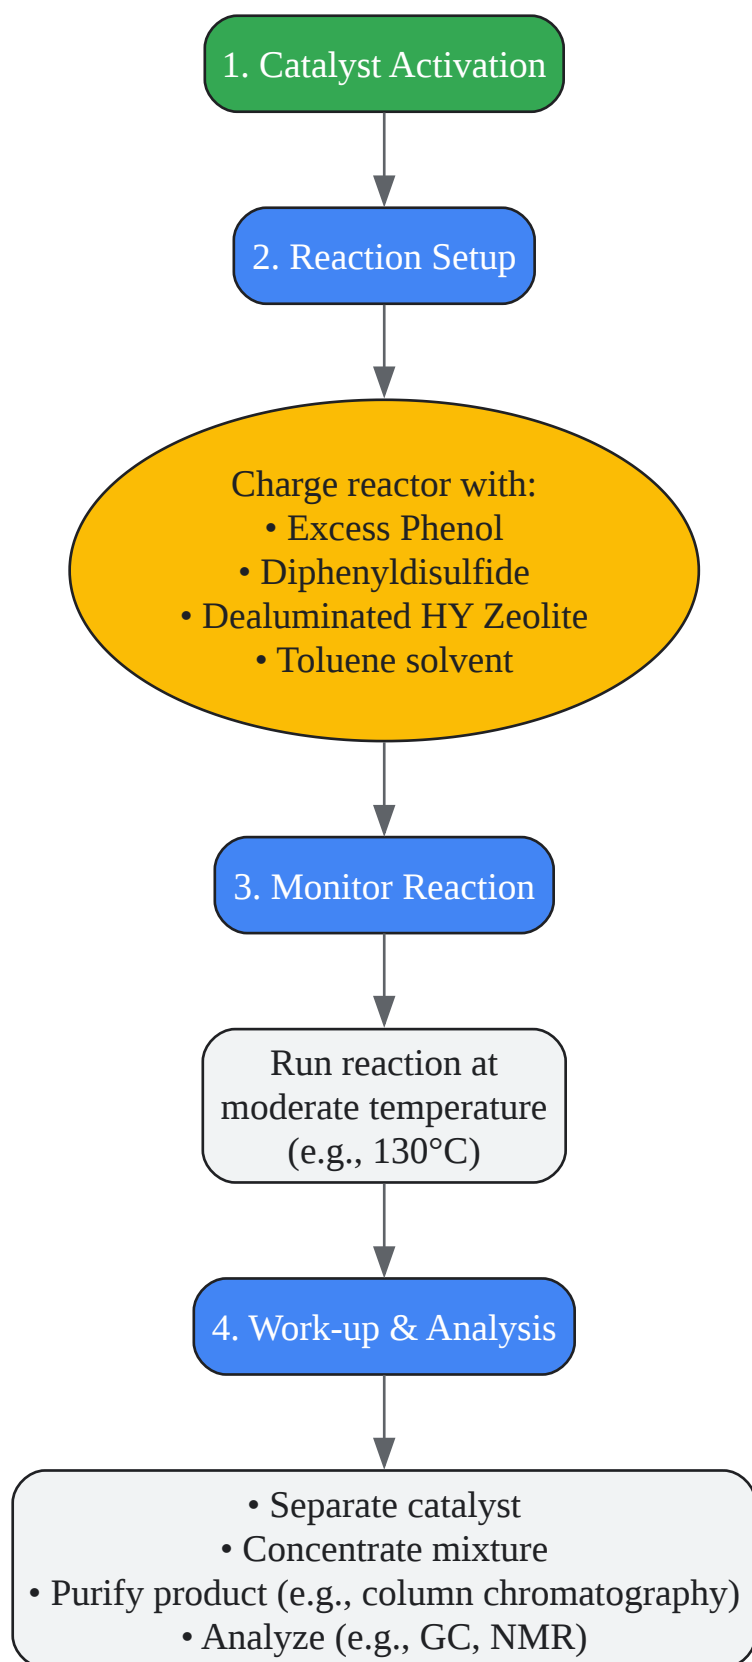 1. Catalyst Activation
2. Reaction Setup
Charge reactor with:
• Excess Phenol
• Diphenyldisulfide
• Dealuminated HY Zeolite
• Toluene solvent
3. Monitor Reaction
Run reaction at
moderate temperature
(e.g., 130°C)
4. Work-up & Analysis
• Separate catalyst
• Concentrate mixture
• Purify product (e.g., column chromatography)
• Analyze (e.g., GC, NMR)